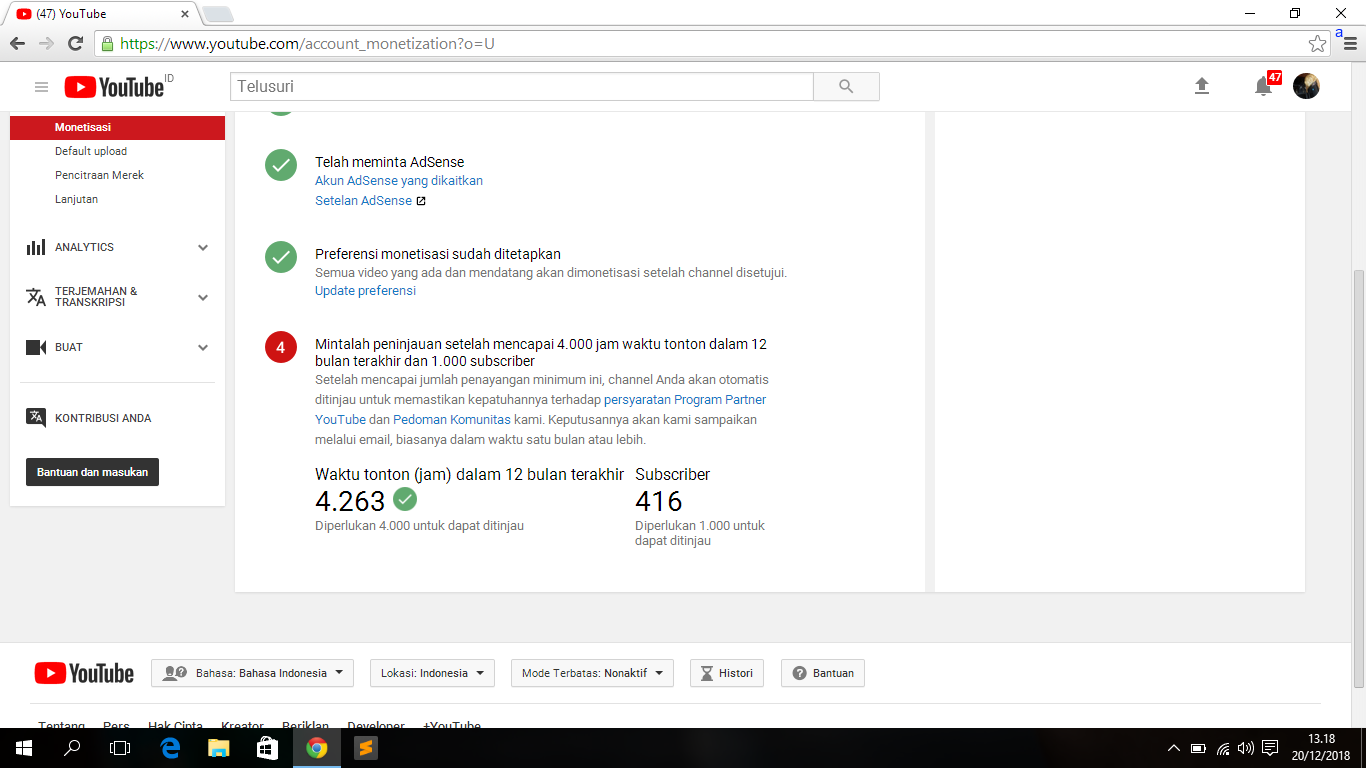 (47) YouTube
https://www.youtube.com/account_monetization?o=U
a
YouTube ID
Telusuri
47
Monetisasi
Default upload
Pencitraan Merek
Lanjutan
ANALYTICS
TERJEMAHAN &
TRANSKRIPSI
BUAT
KONTRIBUSI ANDA
Bantuan dan masukan
Telah meminta AdSense
Akun AdSense yang dikaitkan
Setelan AdSense
Preferensi monetisasi sudah ditetapkan
Semua video yang ada dan mendatang akan dimonetisasi setelah channel disetujui.
Update preferensi
4
Mintalah peninjauan setelah mencapai 4.000 jam waktu tonton dalam 12
bulan terakhir dan 1.000 subscriber
Setelah mencapai jumlah penayangan minimum ini, channel Anda akan otomatis
ditinjau untuk memastikan kepatuhannya terhadap persyaratan Program Partner
YouTube dan Pedoman Komunitas kami. Keputusannya akan kami sampaikan
melalui email, biasanya dalam waktu satu bulan atau lebih.
Waktu tonton (jam) dalam 12 bulan terakhir
4.263
Diperlukan 4.000 untuk dapat ditinjau
Subscriber
416
Diperlukan 1.000 untuk
dapat ditinjau
YouTube
Bahasa: Bahasa Indonesia
Lokasi: Indonesia
Mode Terbatas: Nonaktif
Histori
Bantuan
Tentang Pers Hak Cipta Kreator Beriklan Developer +YouTube
13.18
20/12/2018